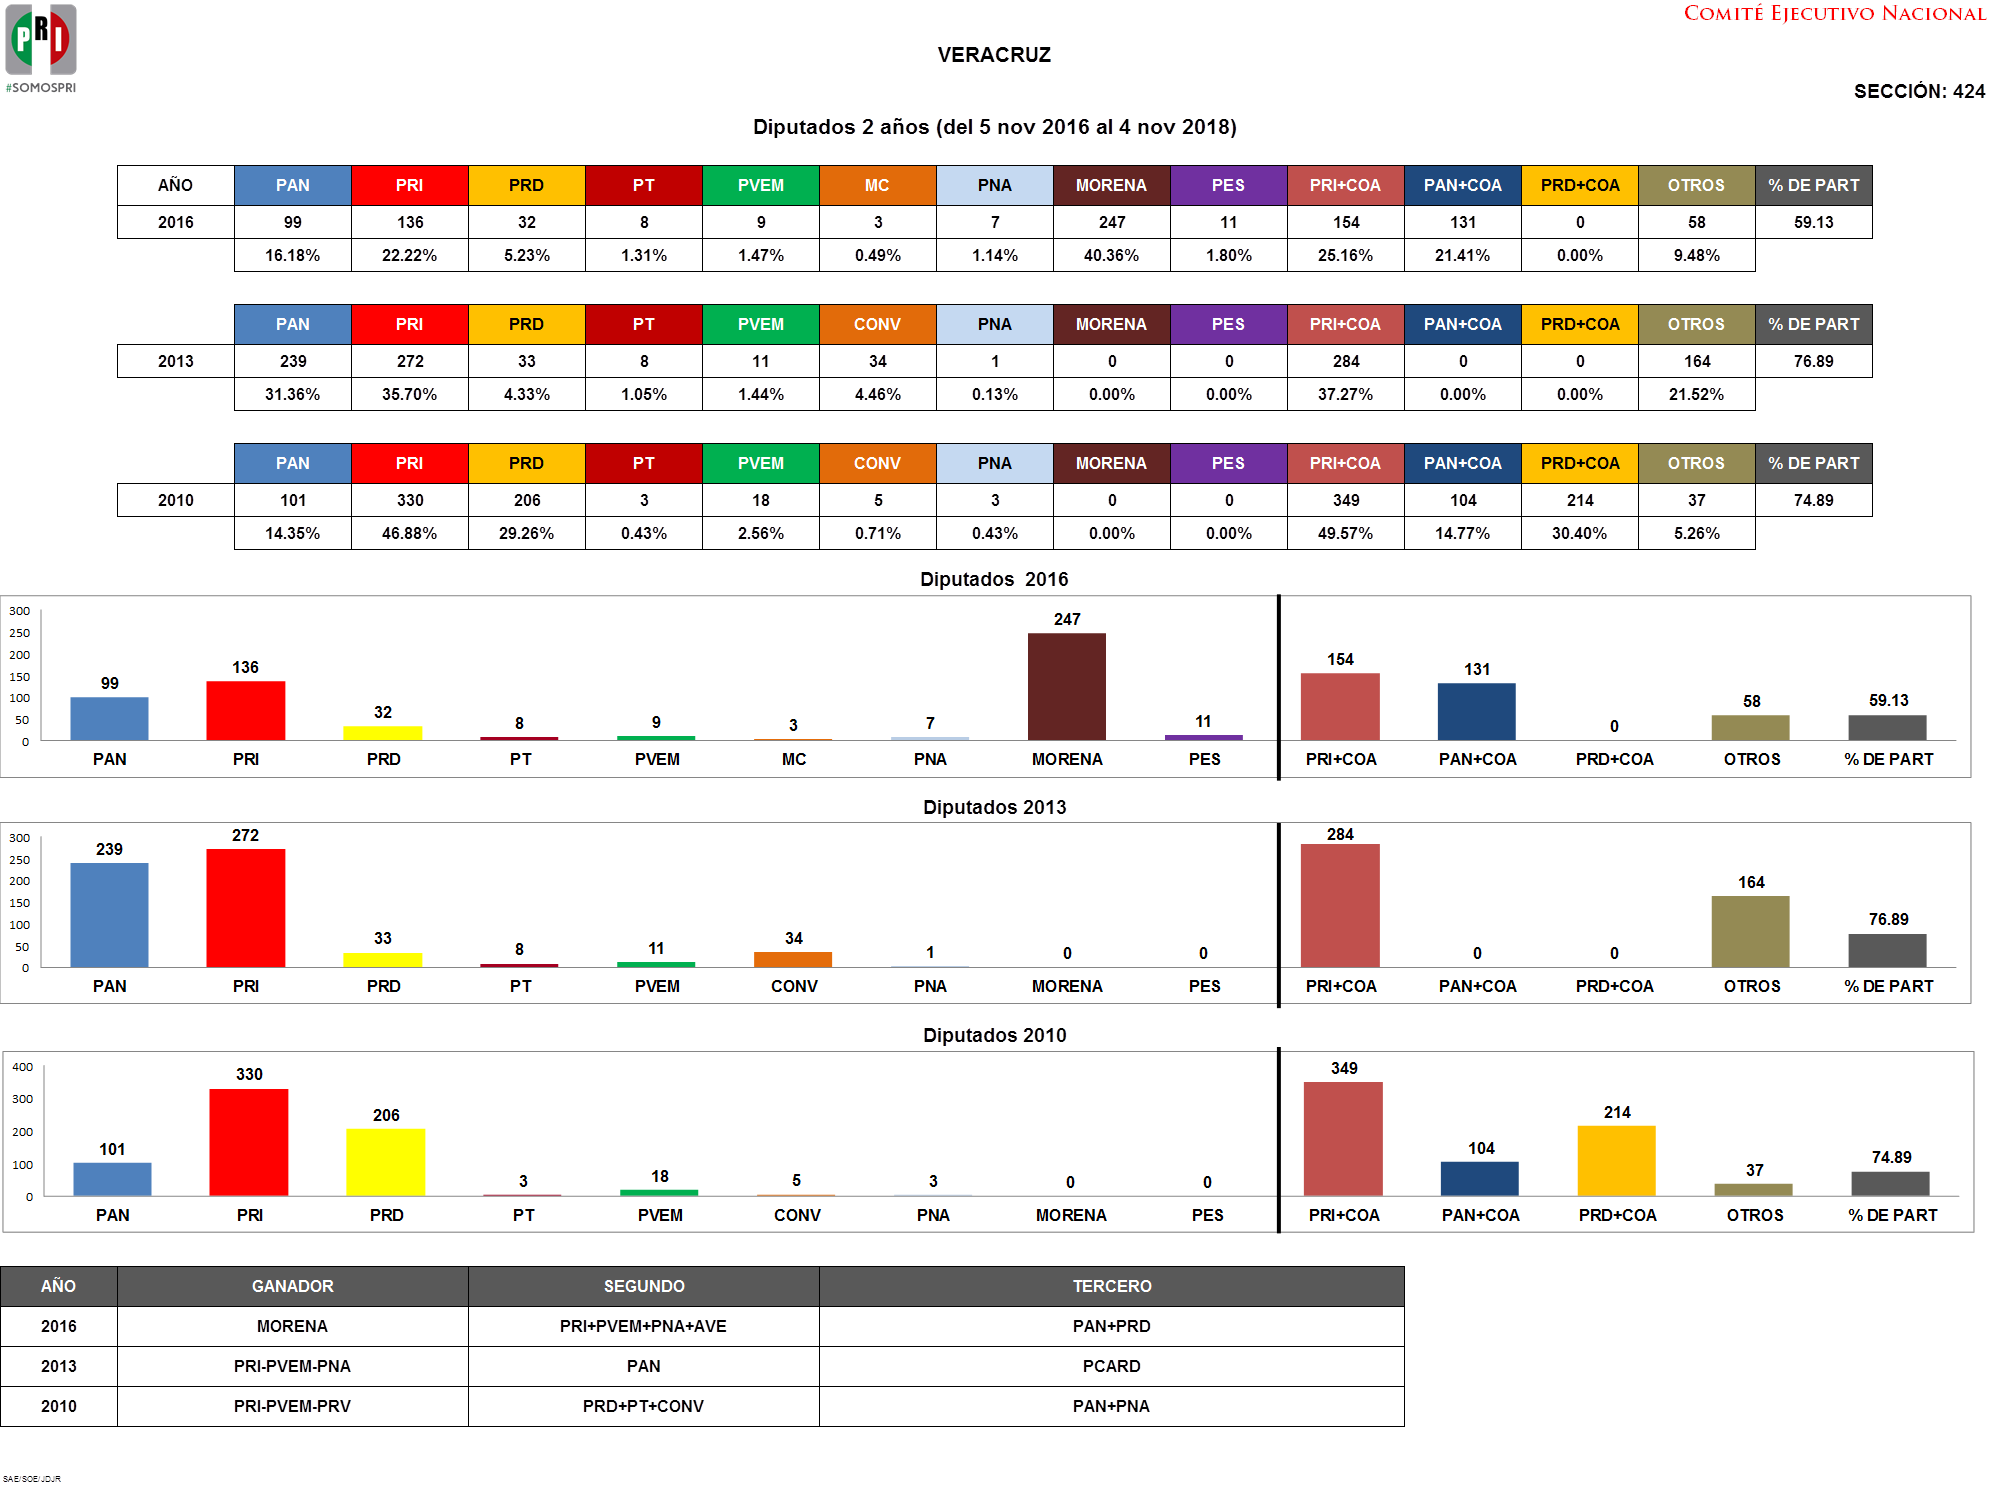 PRI
#SOMOSPRI
COMITÉ EJECUTIVO NACIONAL
VERACRUZ
SECCIÓN: 424
Diputados 2 años (del 5 nov 2016 al 4 nov 2018)
AÑO PAN PRI PRD PT PVEM MC PNA MORENA PES PRI+COA PAN+COA PRD+COA OTROS % DE PART
2016 99 136 32 8 9 3 7 247 11 154 131 0 58 59.13
16.18% 22.22% 5.23% 1.31% 1.47% 0.49% 1.14% 40.36% 1.80% 25.16% 21.41% 0.00% 9.48%
PAN PRI PRD PT PVEM CONV PNA MORENA PES PRI+COA PAN+COA PRD+COA OTROS % DE PART
2013 239 272 33 8 11 34 1 0 0 284 0 0 164 76.89
31.36% 35.70% 4.33% 1.05% 1.44% 4.46% 0.13% 0.00% 0.00% 37.27% 0.00% 0.00% 21.52%
PAN PRI PRD PT PVEM CONV PNA MORENA PES PRI+COA PAN+COA PRD+COA OTROS % DE PART
2010 101 330 206 3 18 5 3 0 0 349 104 214 37 74.89
14.35% 46.88% 29.26% 0.43% 2.56% 0.71% 0.43% 0.00% 0.00% 49.57% 14.77% 30.40% 5.26%
Diputados 2016
300
250
200
150
100
50
0
99 136 32 8 9 3 7 247 11 154 131 0 58 59.13
PAN PRI PRD PT PVEM MC PNA MORENA PES PRI+COA PAN+COA PRD+COA OTROS % DE PART
Diputados 2013
300
250
200
150
100
50
0
239 272 33 8 11 34 1 0 0 284 0 0 164 76.89
PAN PRI PRD PT PVEM CONV PNA MORENA PES PRI+COA PAN+COA PRD+COA OTROS % DE PART
Diputados 2010
400
300
200
100
0
101 330 206 3 18 5 3 0 0 349 104 214 37 74.89
PAN PRI PRD PT PVEM CONV PNA MORENA PES PRI+COA PAN+COA PRD+COA OTROS % DE PART
AÑO GANADOR SEGUNDO TERCERO
2016 MORENA PRI+PVEM+PNA+AVE PAN+PRD
2013 PRI-PVEM-PNA PAN PCARD
2010 PRI-PVEM-PRV PRD+PT+CONV PAN+PNA
SAE/SOE/JDJR